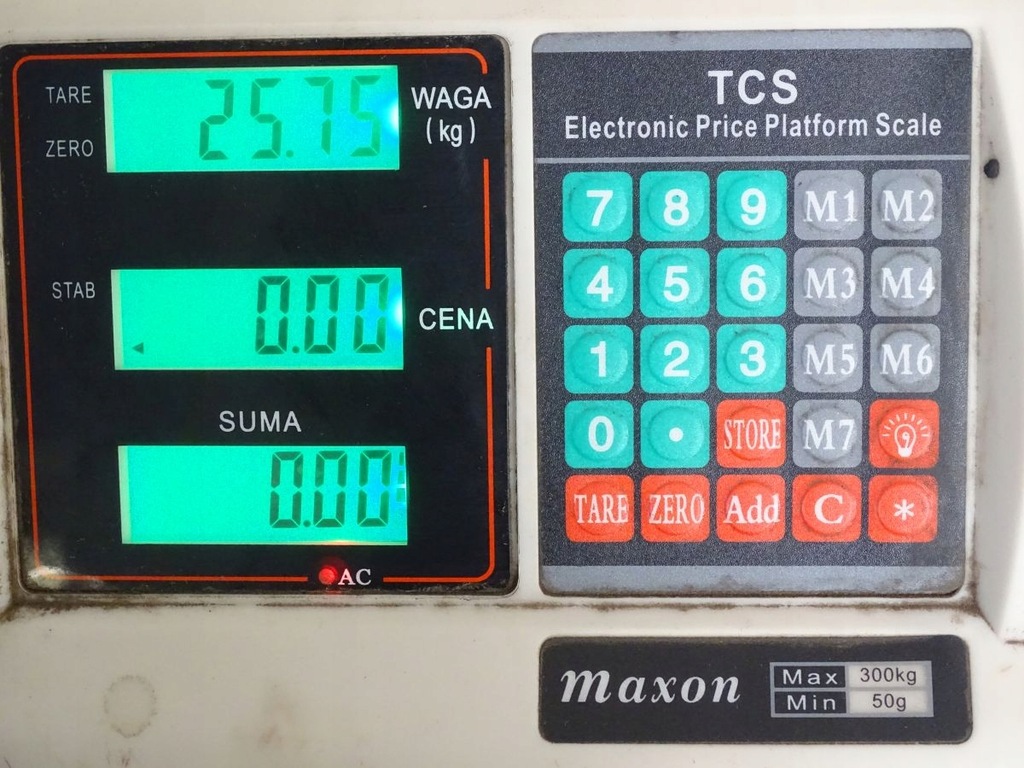 TARE
ZERO
25.75
WAGA
(kg)
STAB
0.00
CENA
SUMA
0.00
AC
TCS
Electronic Price Platform Scale
7 8 9 M1 M2
4 5 6 M3 M4
1 2 3 M5 M6
0 . STORE M7
TARE ZERO Add C *
maxon
Max 300kg
Min 50g